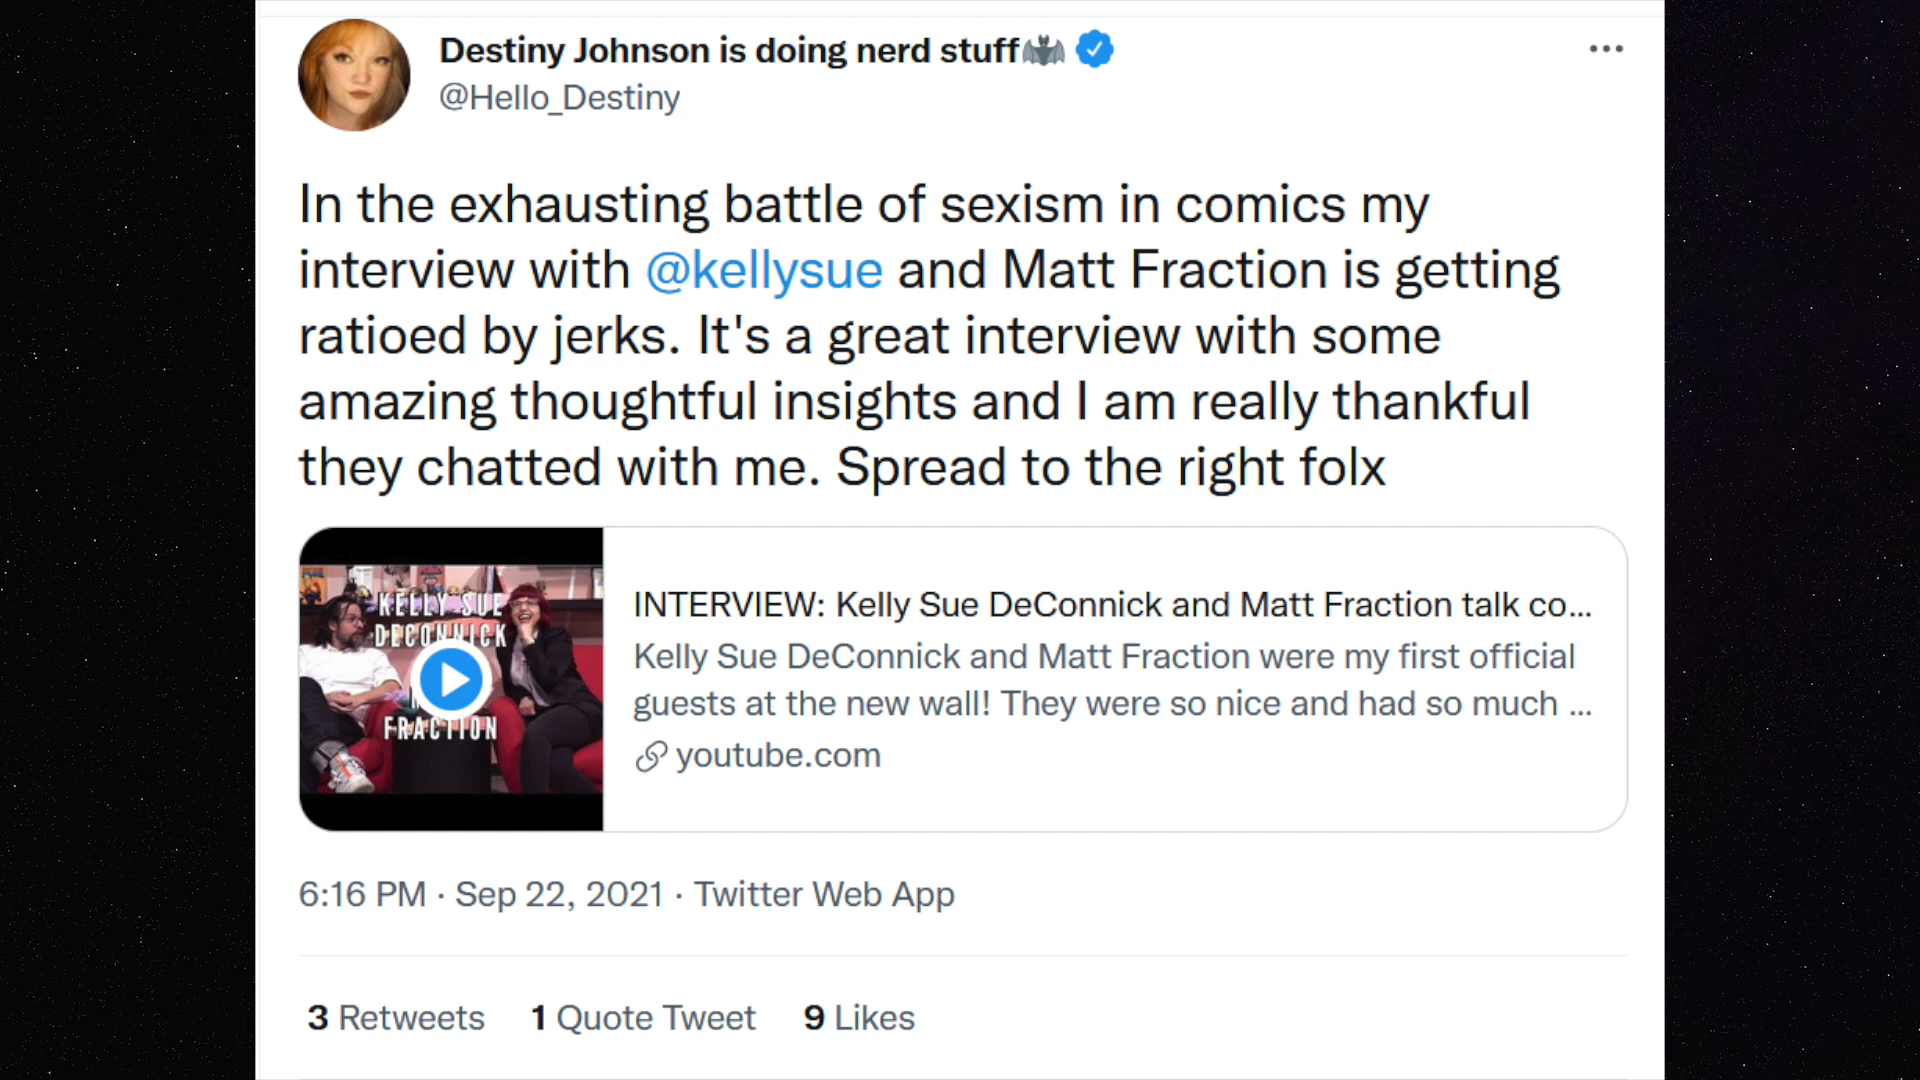 Destiny Johnson is doing nerd stuff🦇
@Hello_Destiny
In the exhausting battle of sexism in comics my
interview with @kellysue and Matt Fraction is getting
ratioed by jerks. It's a great interview with some
amazing thoughtful insights and I am really thankful
they chatted with me. Spread to the right folx
KELLY SUE
DECONNICK
FRACTION
INTERVIEW: Kelly Sue DeConnick and Matt Fraction talk co...
Kelly Sue DeConnick and Matt Fraction were my first official
guests at the new wall! They were so nice and had so much ...
youtube.com
6:16 PM · Sep 22, 2021 · Twitter Web App
3 Retweets 1 Quote Tweet 9 Likes